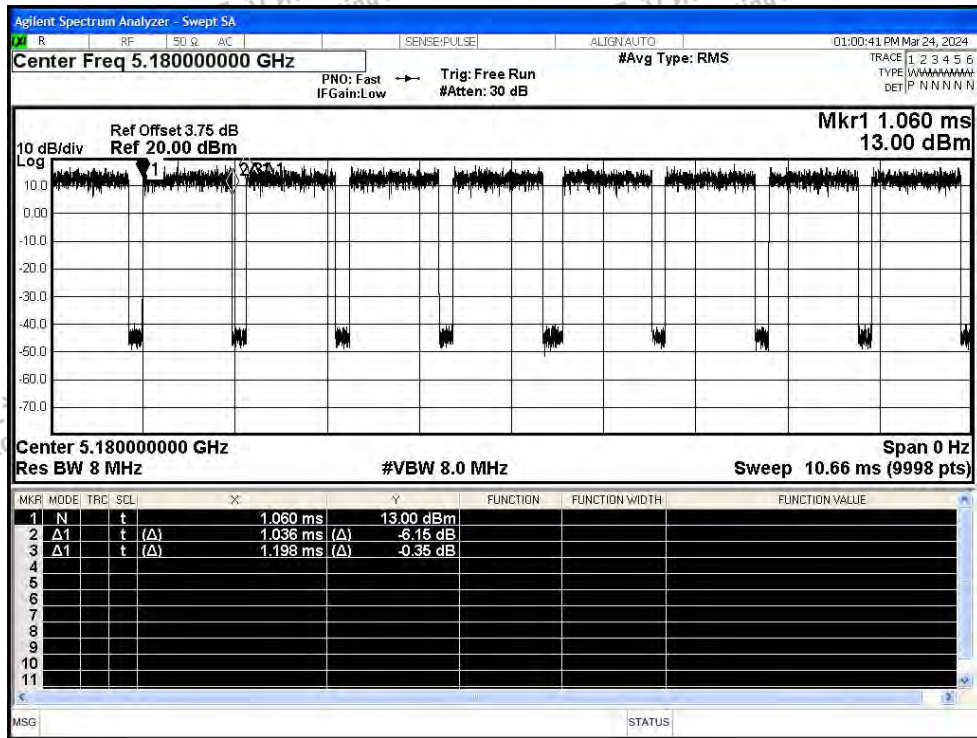 Agilent Spectrum Analyzer - Swept SA
LXI R RF 50 Ω AC SENSE:PULSE ALIGN AUTO 01:00:41 PM Mar 24, 2024
Center Freq 5.180000000 GHz
PNO: Fast
IFGain:Low
Trig: Free Run
#Atten: 30 dB
#Avg Type: RMS
TRACE 1 2 3 4 5 6
TYPE WWWWWW
DET P N N N N N
Mkr1 1.060 ms
13.00 dBm
Ref Offset 3.75 dB
10 dB/div Ref 20.00 dBm
Log
1
10.0
0.00
-10.0
-20.0
-30.0
-40.0
-50.0
-60.0
-70.0
Center 5.180000000 GHz Span 0 Hz
Res BW 8 MHz #VBW 8.0 MHz Sweep 10.66 ms (9998 pts)
MKR MODE TRC SCL X Y FUNCTION FUNCTION WIDTH FUNCTION VALUE
1 N t 1.060 ms 13.00 dBm
2 Δ1 t (Δ) 1.036 ms (Δ) -6.15 dB
3 Δ1 t (Δ) 1.198 ms (Δ) -0.35 dB
4
5
6
7
8
9
10
11
MSG STATUS